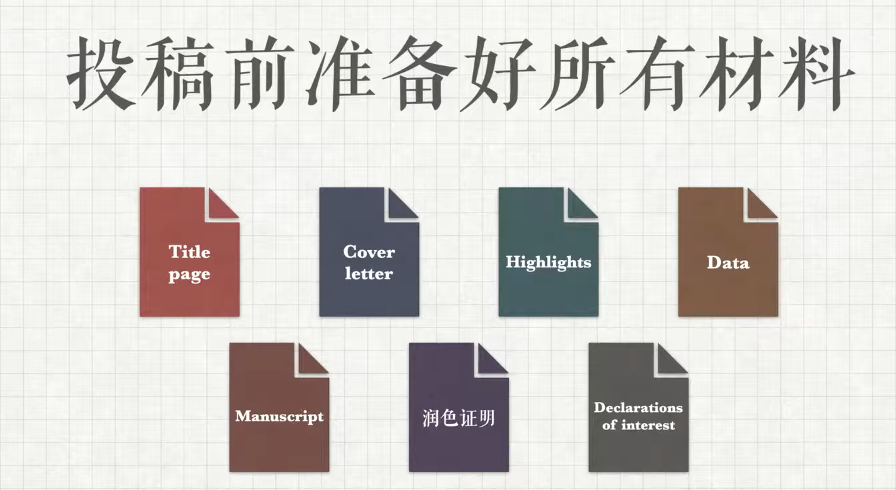 投稿前准备好所有材料
Title
page
Cover
letter
Highlights
Data
Manuscript
润色证明
Declarations
of interest